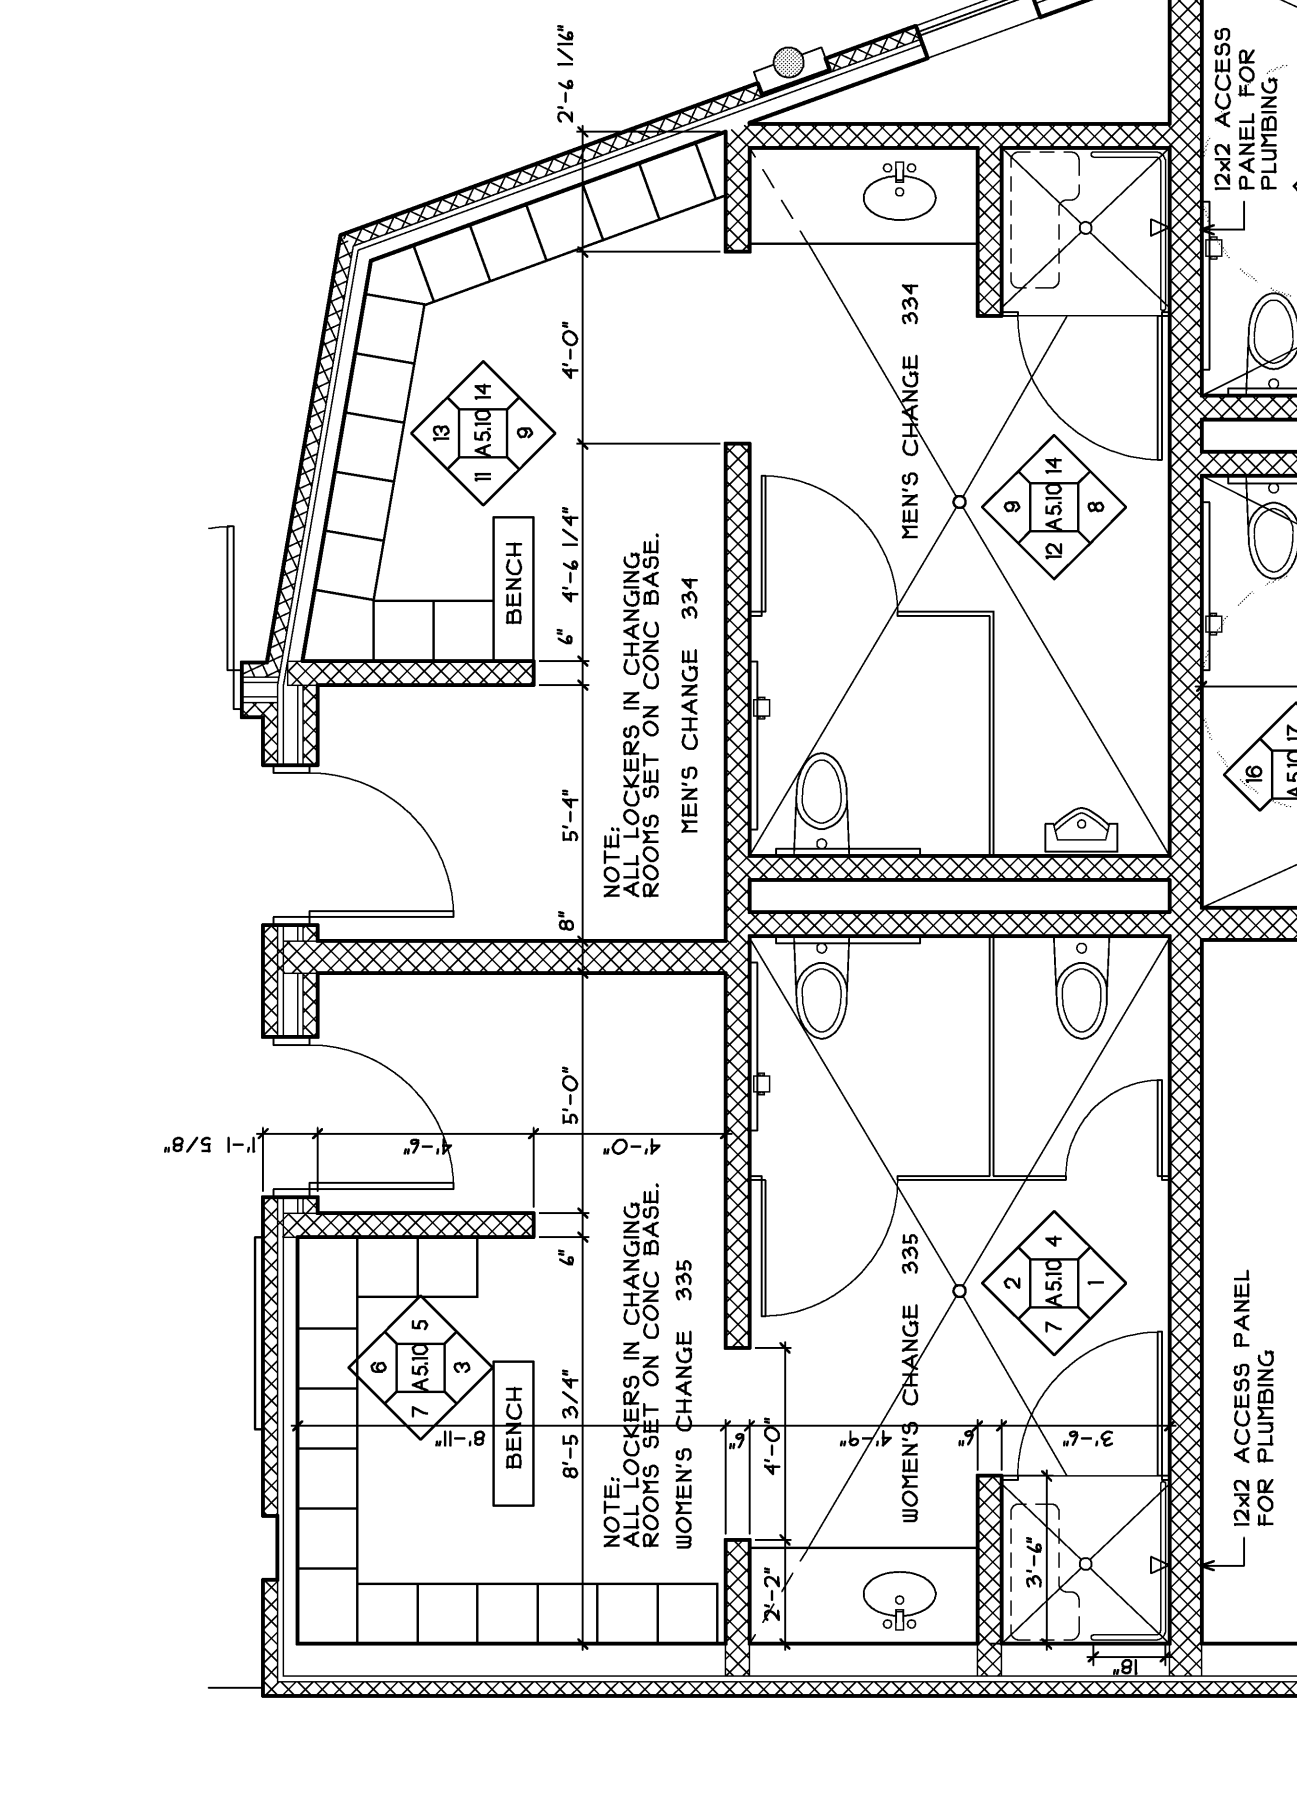 2'-6 1/16"
4'-0"
4'-6 1/4"
6"
5'-4"
8"
5'-0"
6"
8'-5 3/4"
12x12 ACCESS
PANEL FOR
PLUMBING
13
11 A5.10 14
9
BENCH
NOTE:
ALL LOCKERS IN CHANGING
ROOMS SET ON CONC BASE.
MEN'S CHANGE 334
MEN'S CHANGE 334
9
12 A5.10 14
8
16
A5.10 17
1'-1 5/8"
4'-6"
4'-0"
6
7 A5.10 5
3
BENCH
NOTE:
ALL LOCKERS IN CHANGING
ROOMS SET ON CONC BASE.
WOMEN'S CHANGE 335
WOMEN'S CHANGE 335
2
7 A5.10 4
1
8'-11"
6"
4'-9"
6"
3'-6"
4'-0"
2'-2"
3'-6"
18"
12x12 ACCESS PANEL
FOR PLUMBING